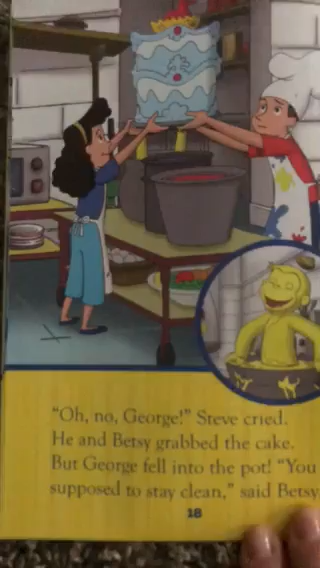 "Oh, no, George!" Steve cried.
He and Betsy grabbed the cake.
But George fell into the pot! "You
supposed to stay clean," said Betsy
18